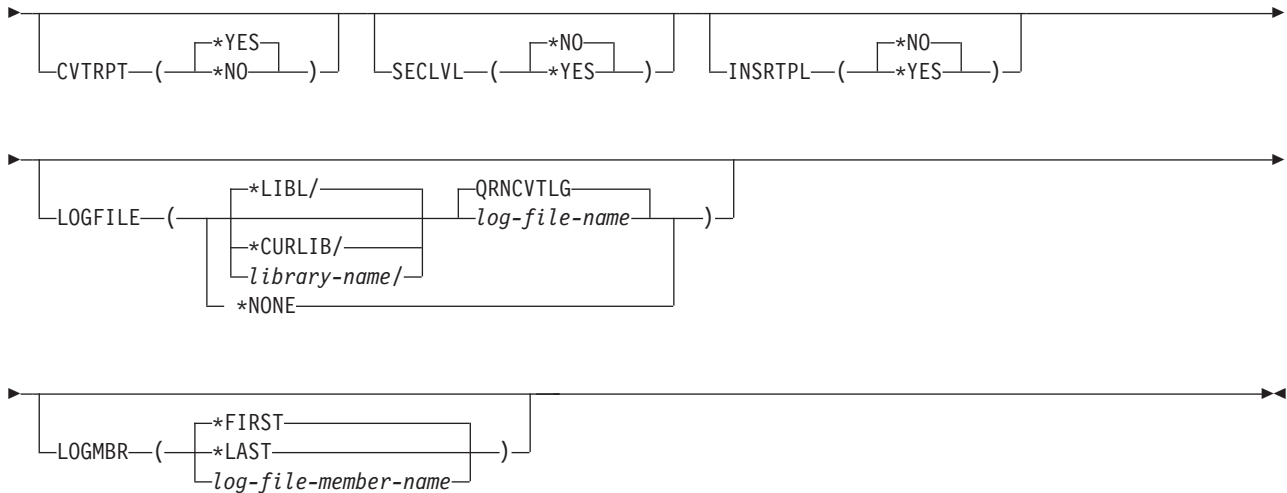 *YES *NO *NO
CVTRPT ( *NO ) SECLVL ( *YES ) INSRTPL ( *YES )
*LIBL/ QRNCVTLG
LOGFILE ( log-file-name )
*CURLIB/
library-name/
*NONE
*FIRST
LOGMBR ( *LAST )
log-file-member-name